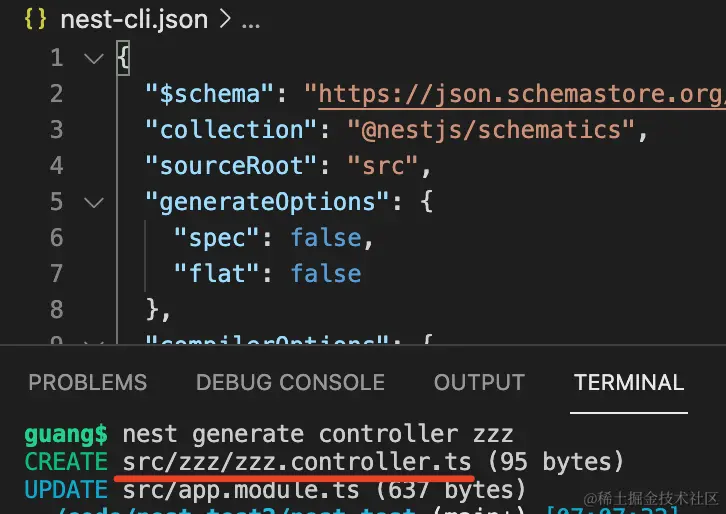 {} nest-cli.json > ...
1 {
2 "$schema": "https://json.schemastore.org/
3 "collection": "@nestjs/schematics",
4 "sourceRoot": "src",
5 "generateOptions": {
6 "spec": false,
7 "flat": false
8 },
9 "compilerOptions": {
PROBLEMS DEBUG CONSOLE OUTPUT TERMINAL
guang$ nest generate controller zzz
CREATE src/zzz/zzz.controller.ts (95 bytes)
UPDATE src/app.module.ts (637 bytes)
@稀土掘金技术社区